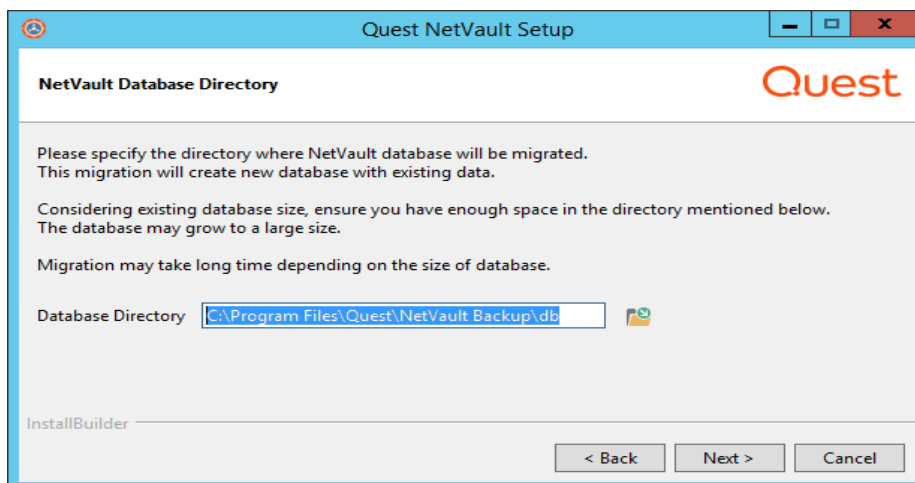 Quest NetVault Setup
NetVault Database Directory
Quest
Please specify the directory where NetVault database will be migrated.
This migration will create new database with existing data.
Considering existing database size, ensure you have enough space in the directory mentioned below.
The database may grow to a large size.
Migration may take long time depending on the size of database.
Database Directory C:\Program Files\Quest\NetVault Backup\db
InstallBuilder
< Back Next > Cancel